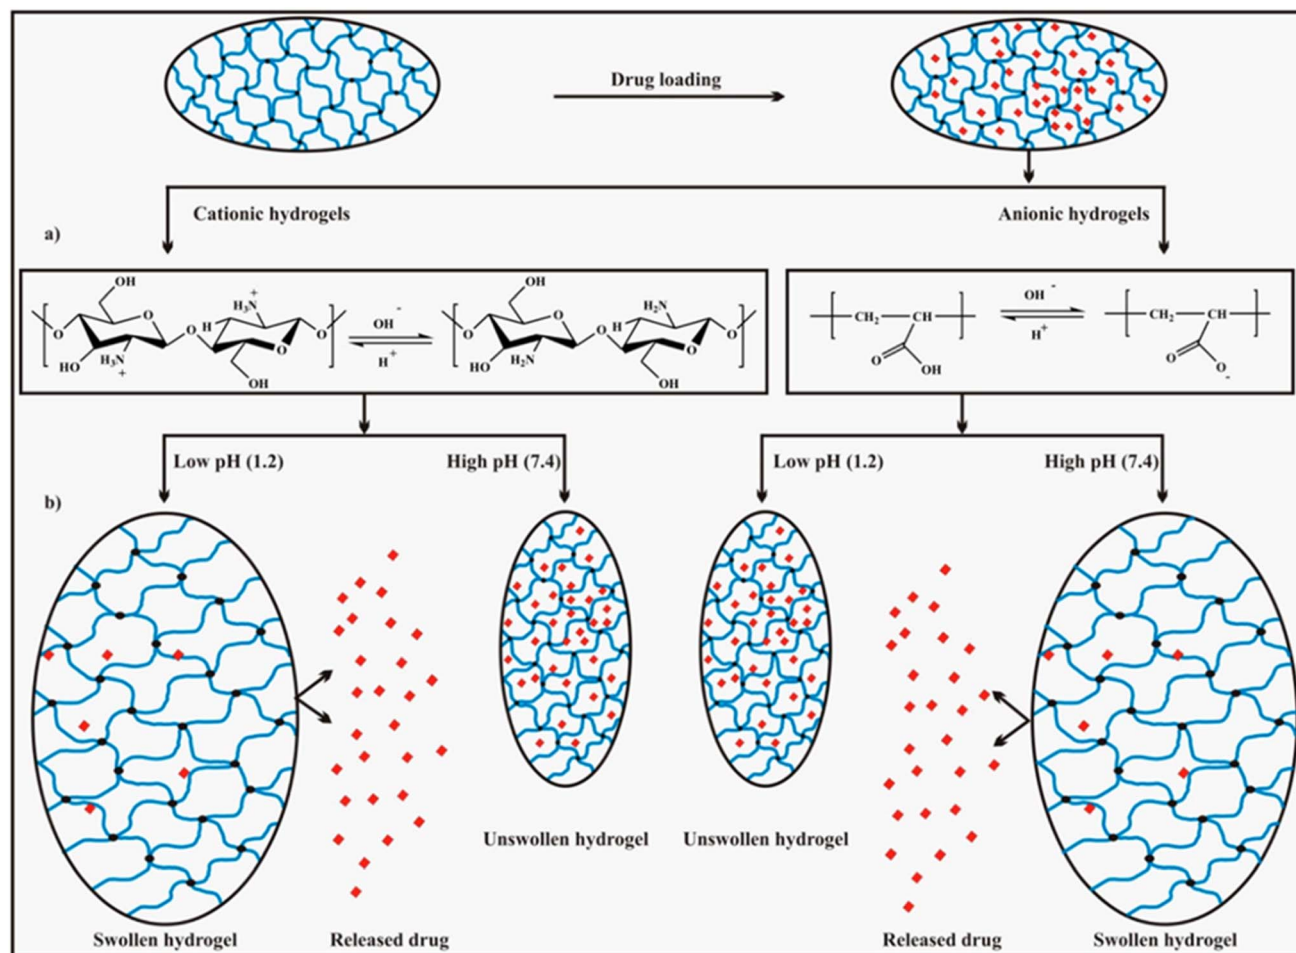 Drug loading
Cationic hydrogels
Anionic hydrogels
a)
OH
H₃N
+
O
O
O
H
HO
H₃N
+
O
OH
OH -
H +
OH
H₂N
O
O
O
H
HO
H₂N
O
OH
CH₂
CH
O
OH
OH -
H +
CH₂
CH
O
O
-
Low pH (1.2)
High pH (7.4)
Low pH (1.2)
High pH (7.4)
b)
Unswollen hydrogel
Unswollen hydrogel
Swollen hydrogel
Released drug
Released drug
Swollen hydrogel